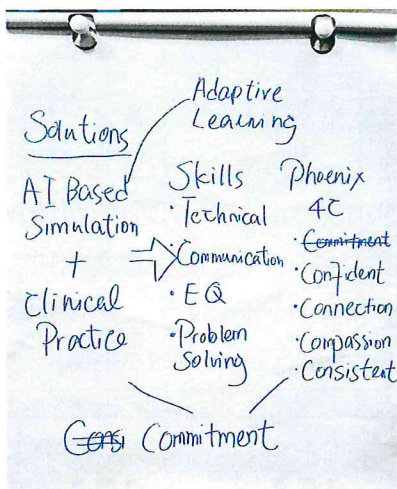 Adaptive
Learning
Solutions
AI Based
Simulation
+
Clinical
Practice
Skills
· Technical
· Communication
· EQ
· Problem
Solving
Phoenix
4C
· Commitment
· Confident
· Connection
· Compassion
· Consistent
Consi Commitment